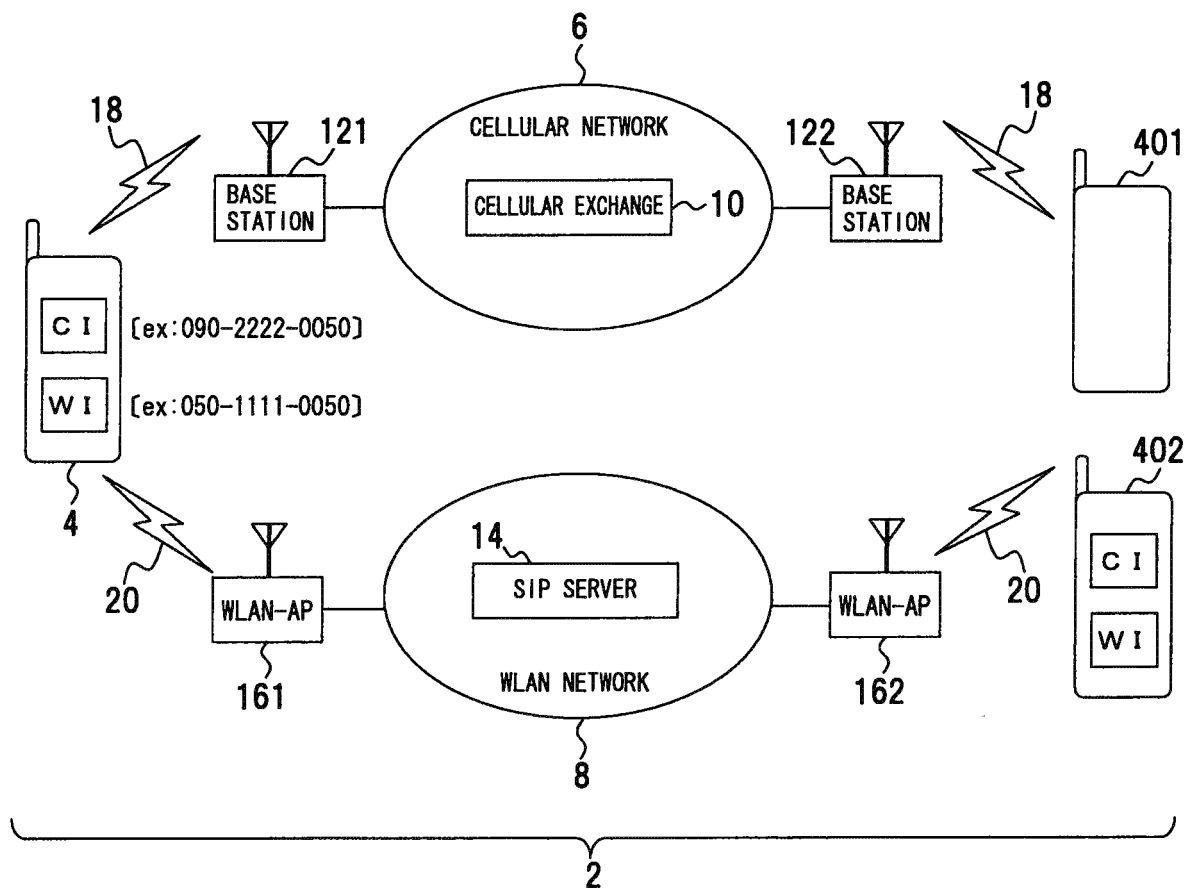 6
18
121
CELLULAR NETWORK
122
18
401
BASE
STATION
CELLULAR EXCHANGE
10
BASE
STATION
C I
[ex:090-2222-0050]
W I
[ex:050-1111-0050]
4
402
20
14
SIP SERVER
20
C I
WLAN-AP
WLAN-AP
W I
161
WLAN NETWORK
162
8
2